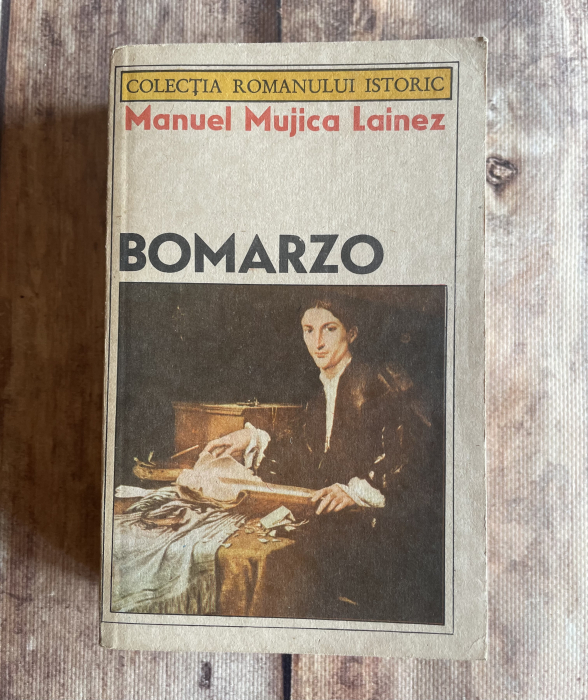 COLECȚIA ROMANULUI ISTORIC
Manuel Mujica Lainez
BOMARZO